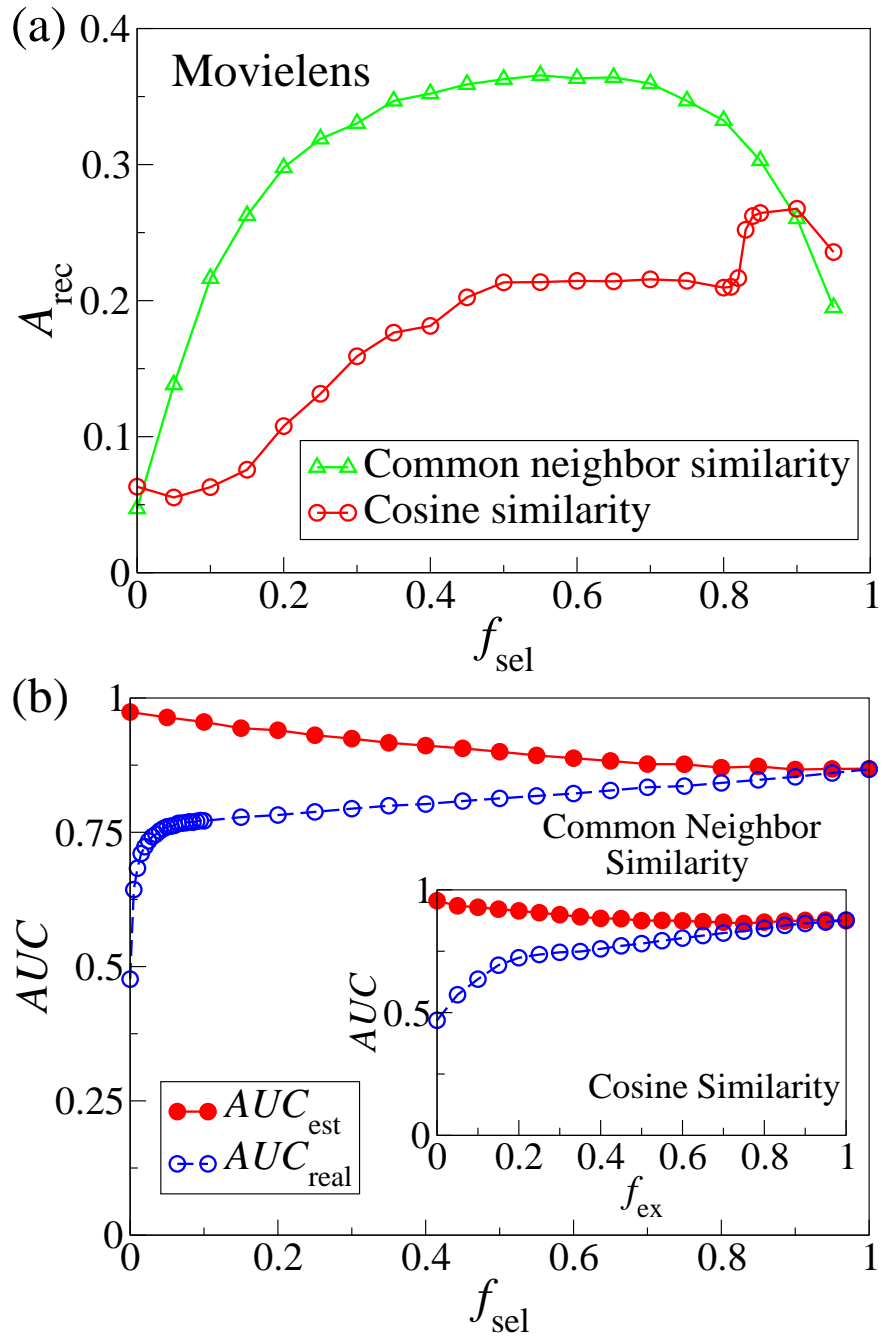 (a)
0.4
Movielens
0.3
0.2
0.1
0
A_rec
Common neighbor similarity
Cosine similarity
0 0.2 0.4 0.6 0.8 1
f_sel
(b)
1
0.75
0.5
0.25
0
AUC
Common Neighbor
Similarity
1
0.5
0
AUC
Cosine Similarity
0 0.2 0.4 0.6 0.8 1
f_ex
AUC_est
AUC_real
0 0.2 0.4 0.6 0.8 1
f_sel